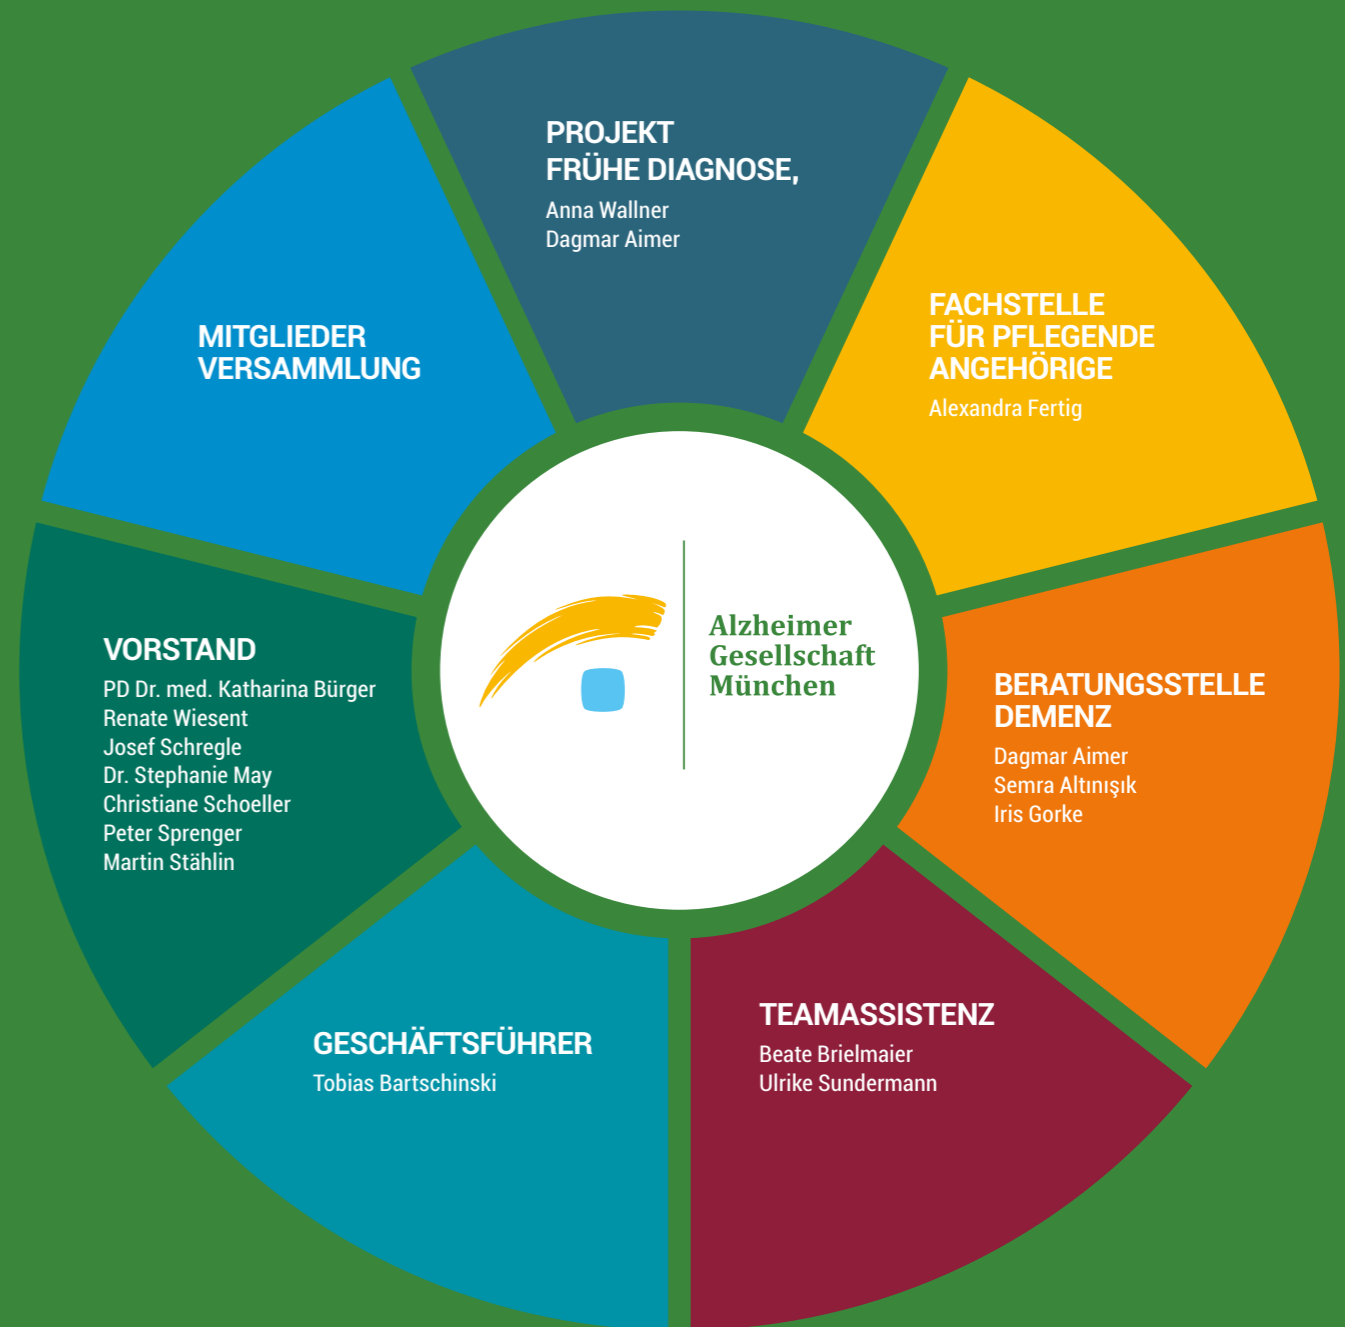 PROJEKT
FRÜHE DIAGNOSE,
Anna Wallner
Dagmar Aimer
FACHSTELLE
FÜR PFLEGENDE
ANGEHÖRIGE
Alexandra Fertig
BERATUNGSSTELLE
DEMENZ
Dagmar Aimer
Semra Altınışık
Iris Gorke
TEAMASSISTENZ
Beate Brielmaier
Ulrike Sundermann
GESCHÄFTSFÜHRER
Tobias Bartschinski
VORSTAND
PD Dr. med. Katharina Bürger
Renate Wiesent
Josef Schregle
Dr. Stephanie May
Christiane Schoeller
Peter Sprenger
Martin Stählin
MITGLIEDER
VERSAMMLUNG
Alzheimer
Gesellschaft
München